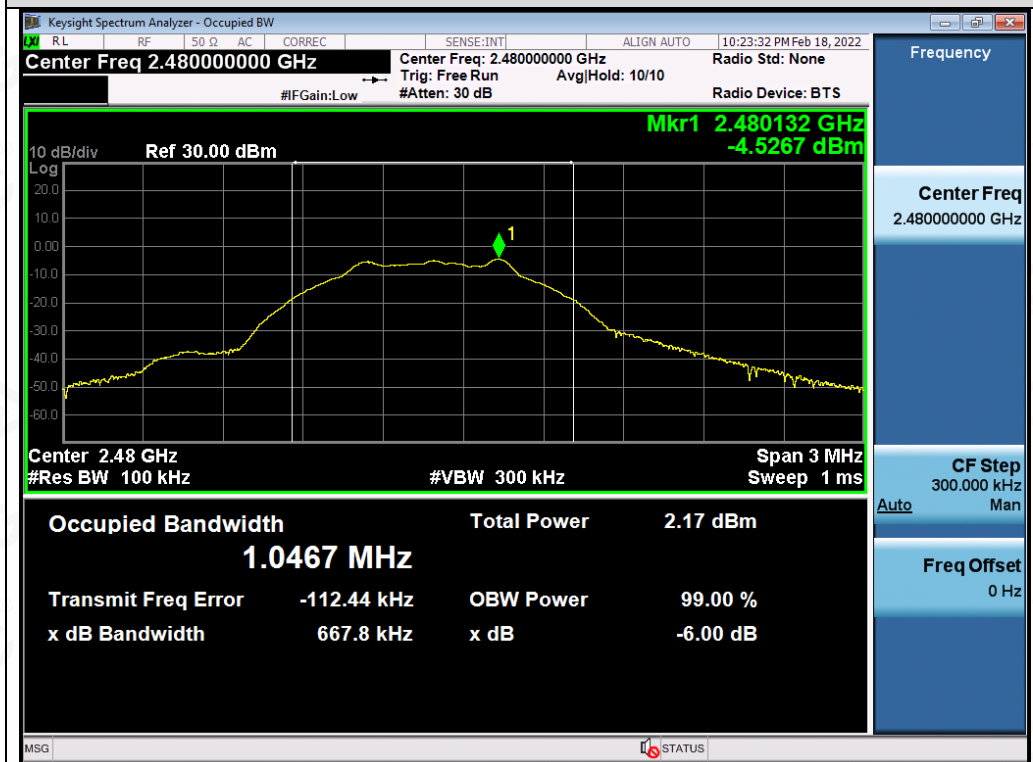 Keysight Spectrum Analyzer - Occupied BW
LXI RL RF 50 Ω AC CORREC SENSE:INT ALIGN AUTO 10:23:32 PM Feb 18, 2022
Center Freq 2.480000000 GHz
Center Freq: 2.480000000 GHz
Radio Std: None
Trig: Free Run Avg|Hold: 10/10
#IFGain:Low #Atten: 30 dB Radio Device: BTS
Frequency
Mkr1 2.480132 GHz
-4.5267 dBm
10 dB/div Ref 30.00 dBm
Log
20.0
10.0
0.00
-10.0
-20.0
-30.0
-40.0
-50.0
-60.0
1
Center 2.48 GHz Span 3 MHz
#Res BW 100 kHz #VBW 300 kHz Sweep 1 ms
Center Freq
2.480000000 GHz
CF Step
300.000 kHz
Auto Man
Freq Offset
0 Hz
Occupied Bandwidth Total Power 2.17 dBm
1.0467 MHz
Transmit Freq Error -112.44 kHz OBW Power 99.00 %
x dB Bandwidth 667.8 kHz x dB -6.00 dB
MSG STATUS